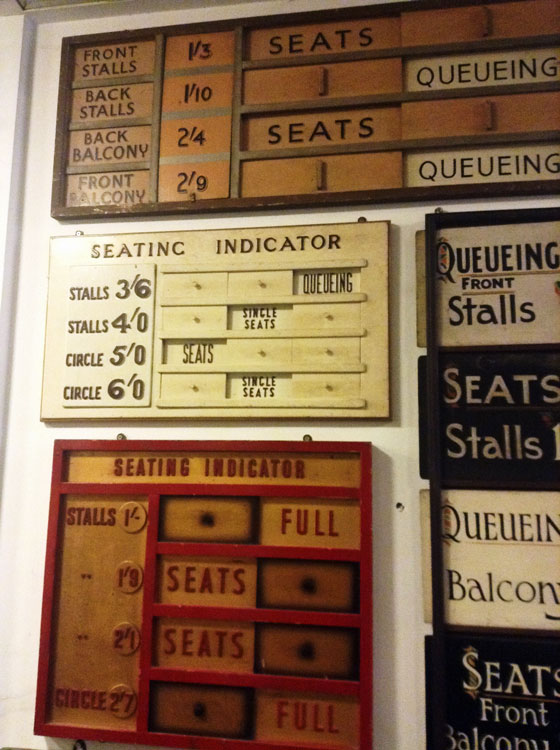 FRONT STALLS 1/3 SEATS
BACK STALLS 1/10 QUEUEING
BACK BALCONY 2/4 SEATS
FRONT BALCONY 2/9 QUEUEING
SEATING INDICATOR
STALLS 3/6 QUEUEING
STALLS 4/0 SINGLE SEATS
CIRCLE 5/0 SEATS
CIRCLE 6/0 SINGLE SEATS
SEATING INDICATOR
STALLS 1/- FULL
" 1/9 SEATS
" 2/1 SEATS
CIRCLE 2/7 FULL
QUEUEING
FRONT
Stalls
SEATS
Stalls
Balcony
SEATS
Front
Balcony